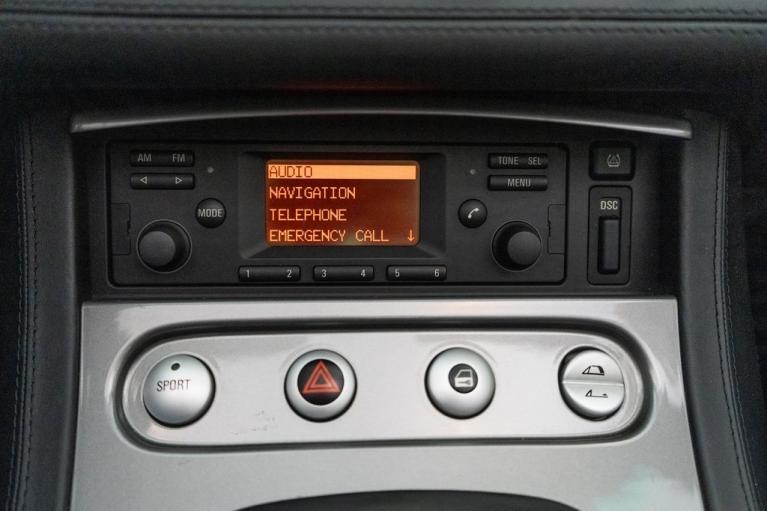 AM FM
TONE SEL
MENU
MODE
AUDIO
NAVIGATION
TELEPHONE
EMERGENCY CALL ↓
DSC
1 2 3 4 5 6
SPORT